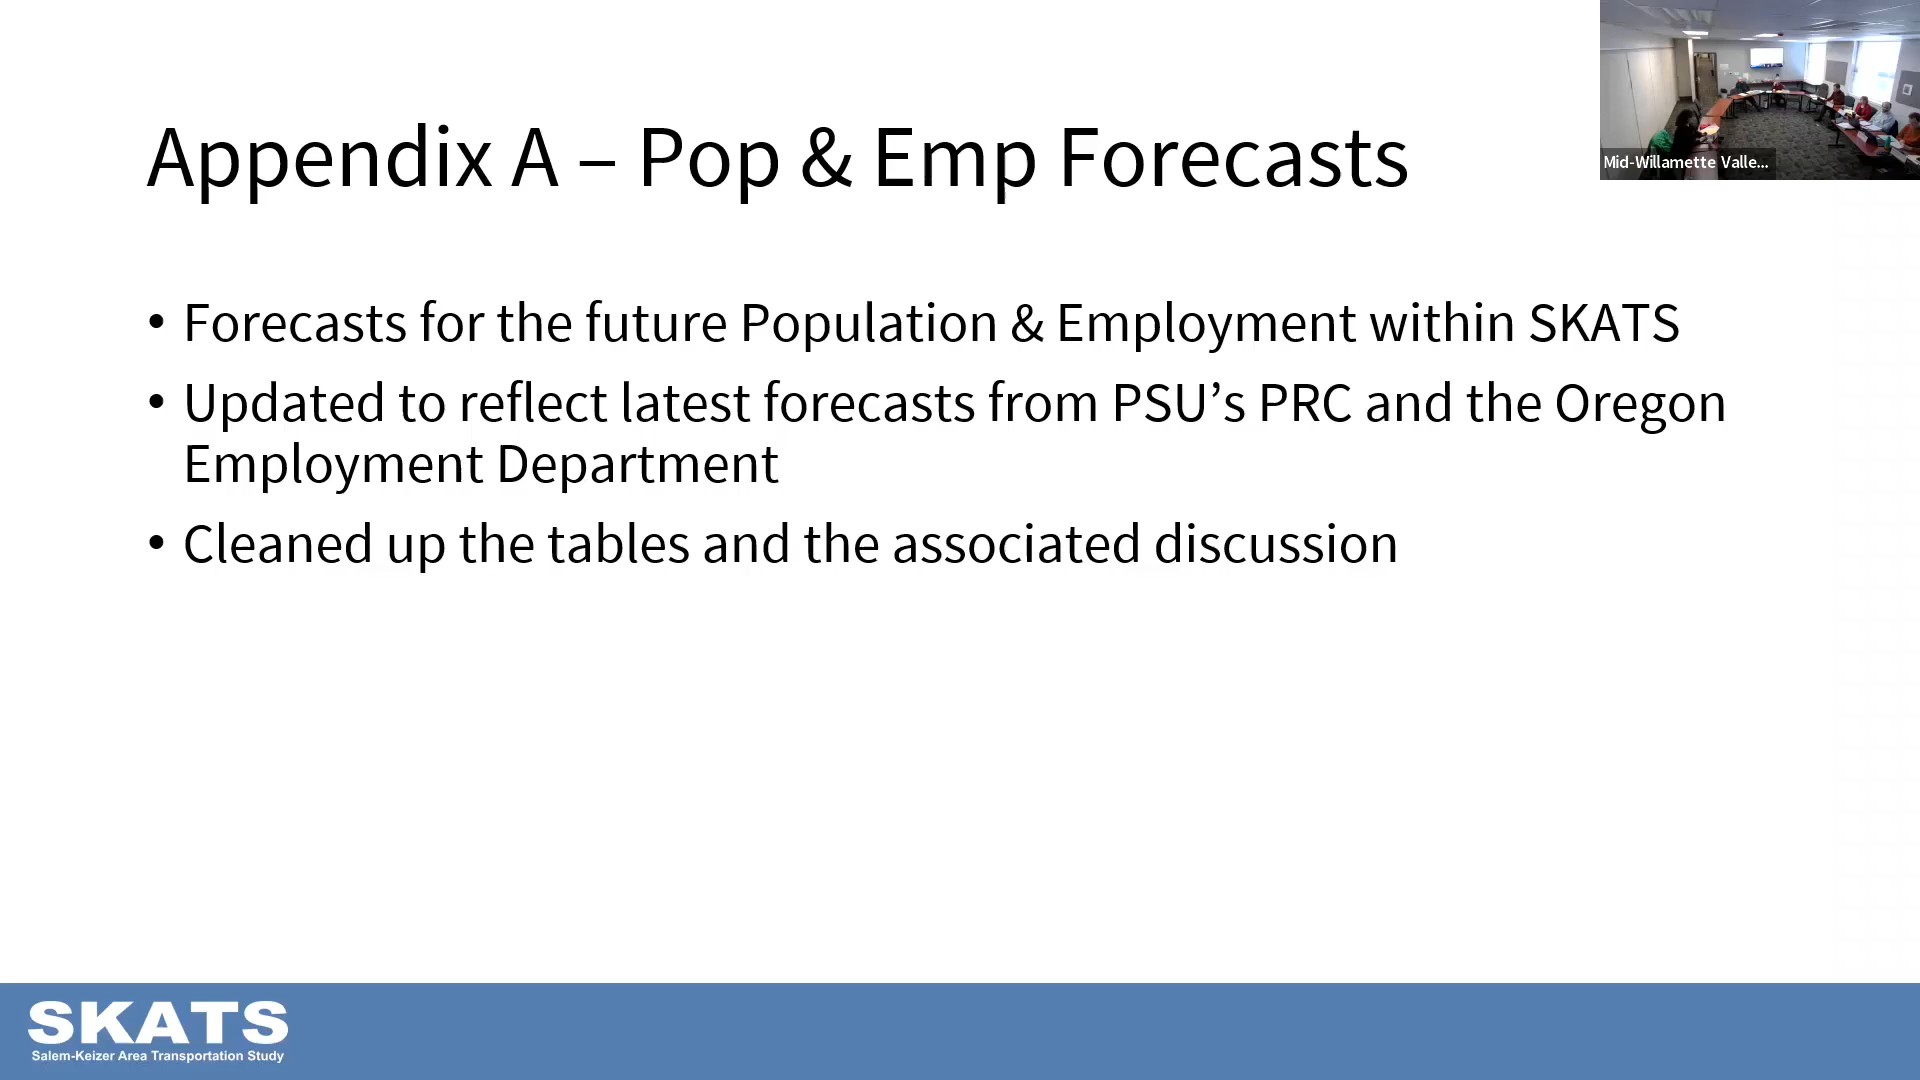 Appendix A – Pop & Emp Forecasts
Mid-Willamette Valle...
• Forecasts for the future Population & Employment within SKATS
• Updated to reflect latest forecasts from PSU’s PRC and the Oregon
Employment Department
• Cleaned up the tables and the associated discussion
SKATS
Salem-Keizer Area Transportation Study